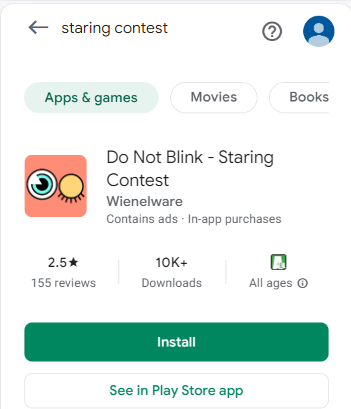 staring contest
Apps & games
Movies
Books
Do Not Blink - Staring
Contest
Wienelware
Contains ads · In-app purchases
2.5★
155 reviews
10K+
Downloads
All ages
Install
See in Play Store app